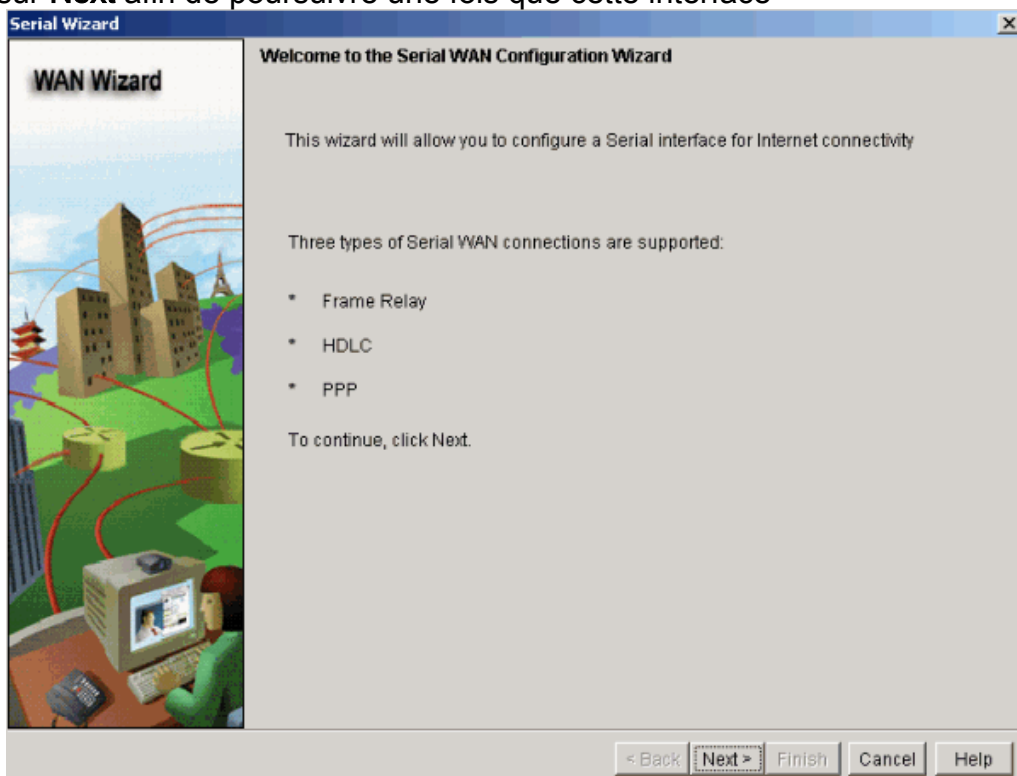 sur Next afin de poursuivre une fois que cette interface
Serial Wizard
WAN Wizard
Welcome to the Serial WAN Configuration Wizard
This wizard will allow you to configure a Serial interface for Internet connectivity
Three types of Serial WAN connections are supported:
* Frame Relay
* HDLC
* PPP
To continue, click Next.
< Back Next > Finish Cancel Help